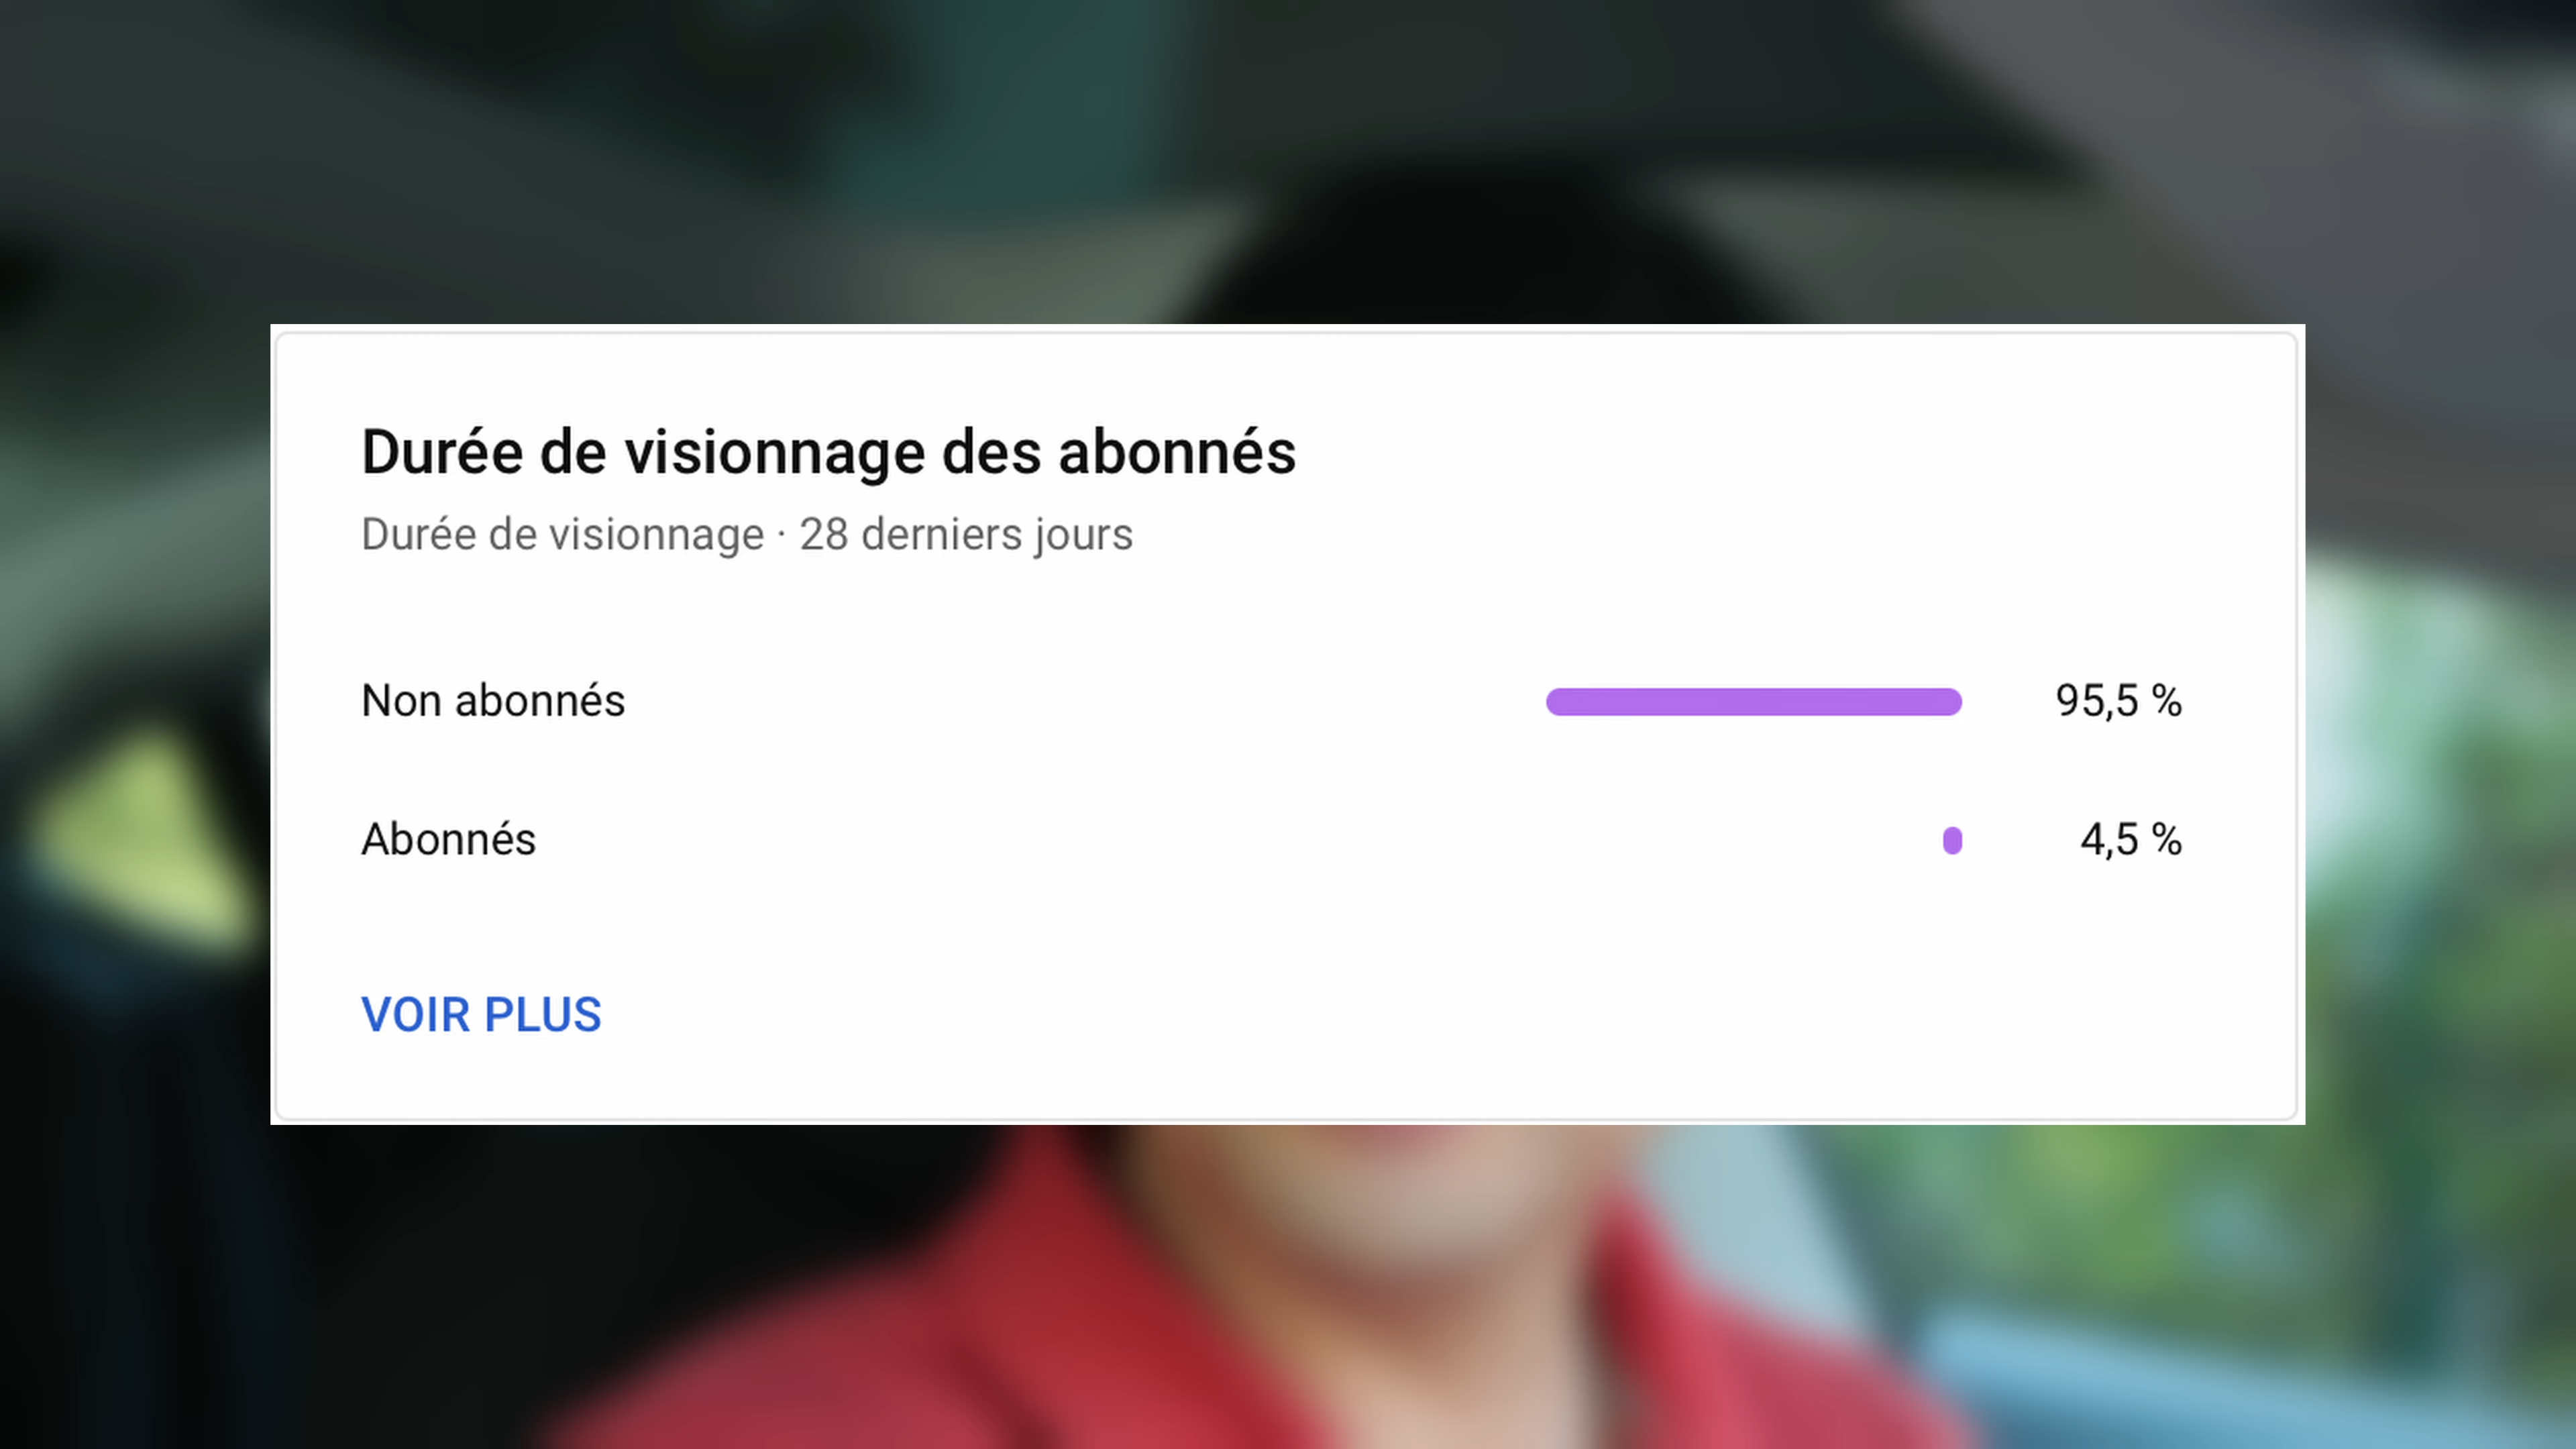 Durée de visionnage des abonnés
Durée de visionnage · 28 derniers jours
Non abonnés 95,5 %
Abonnés 4,5 %
VOIR PLUS